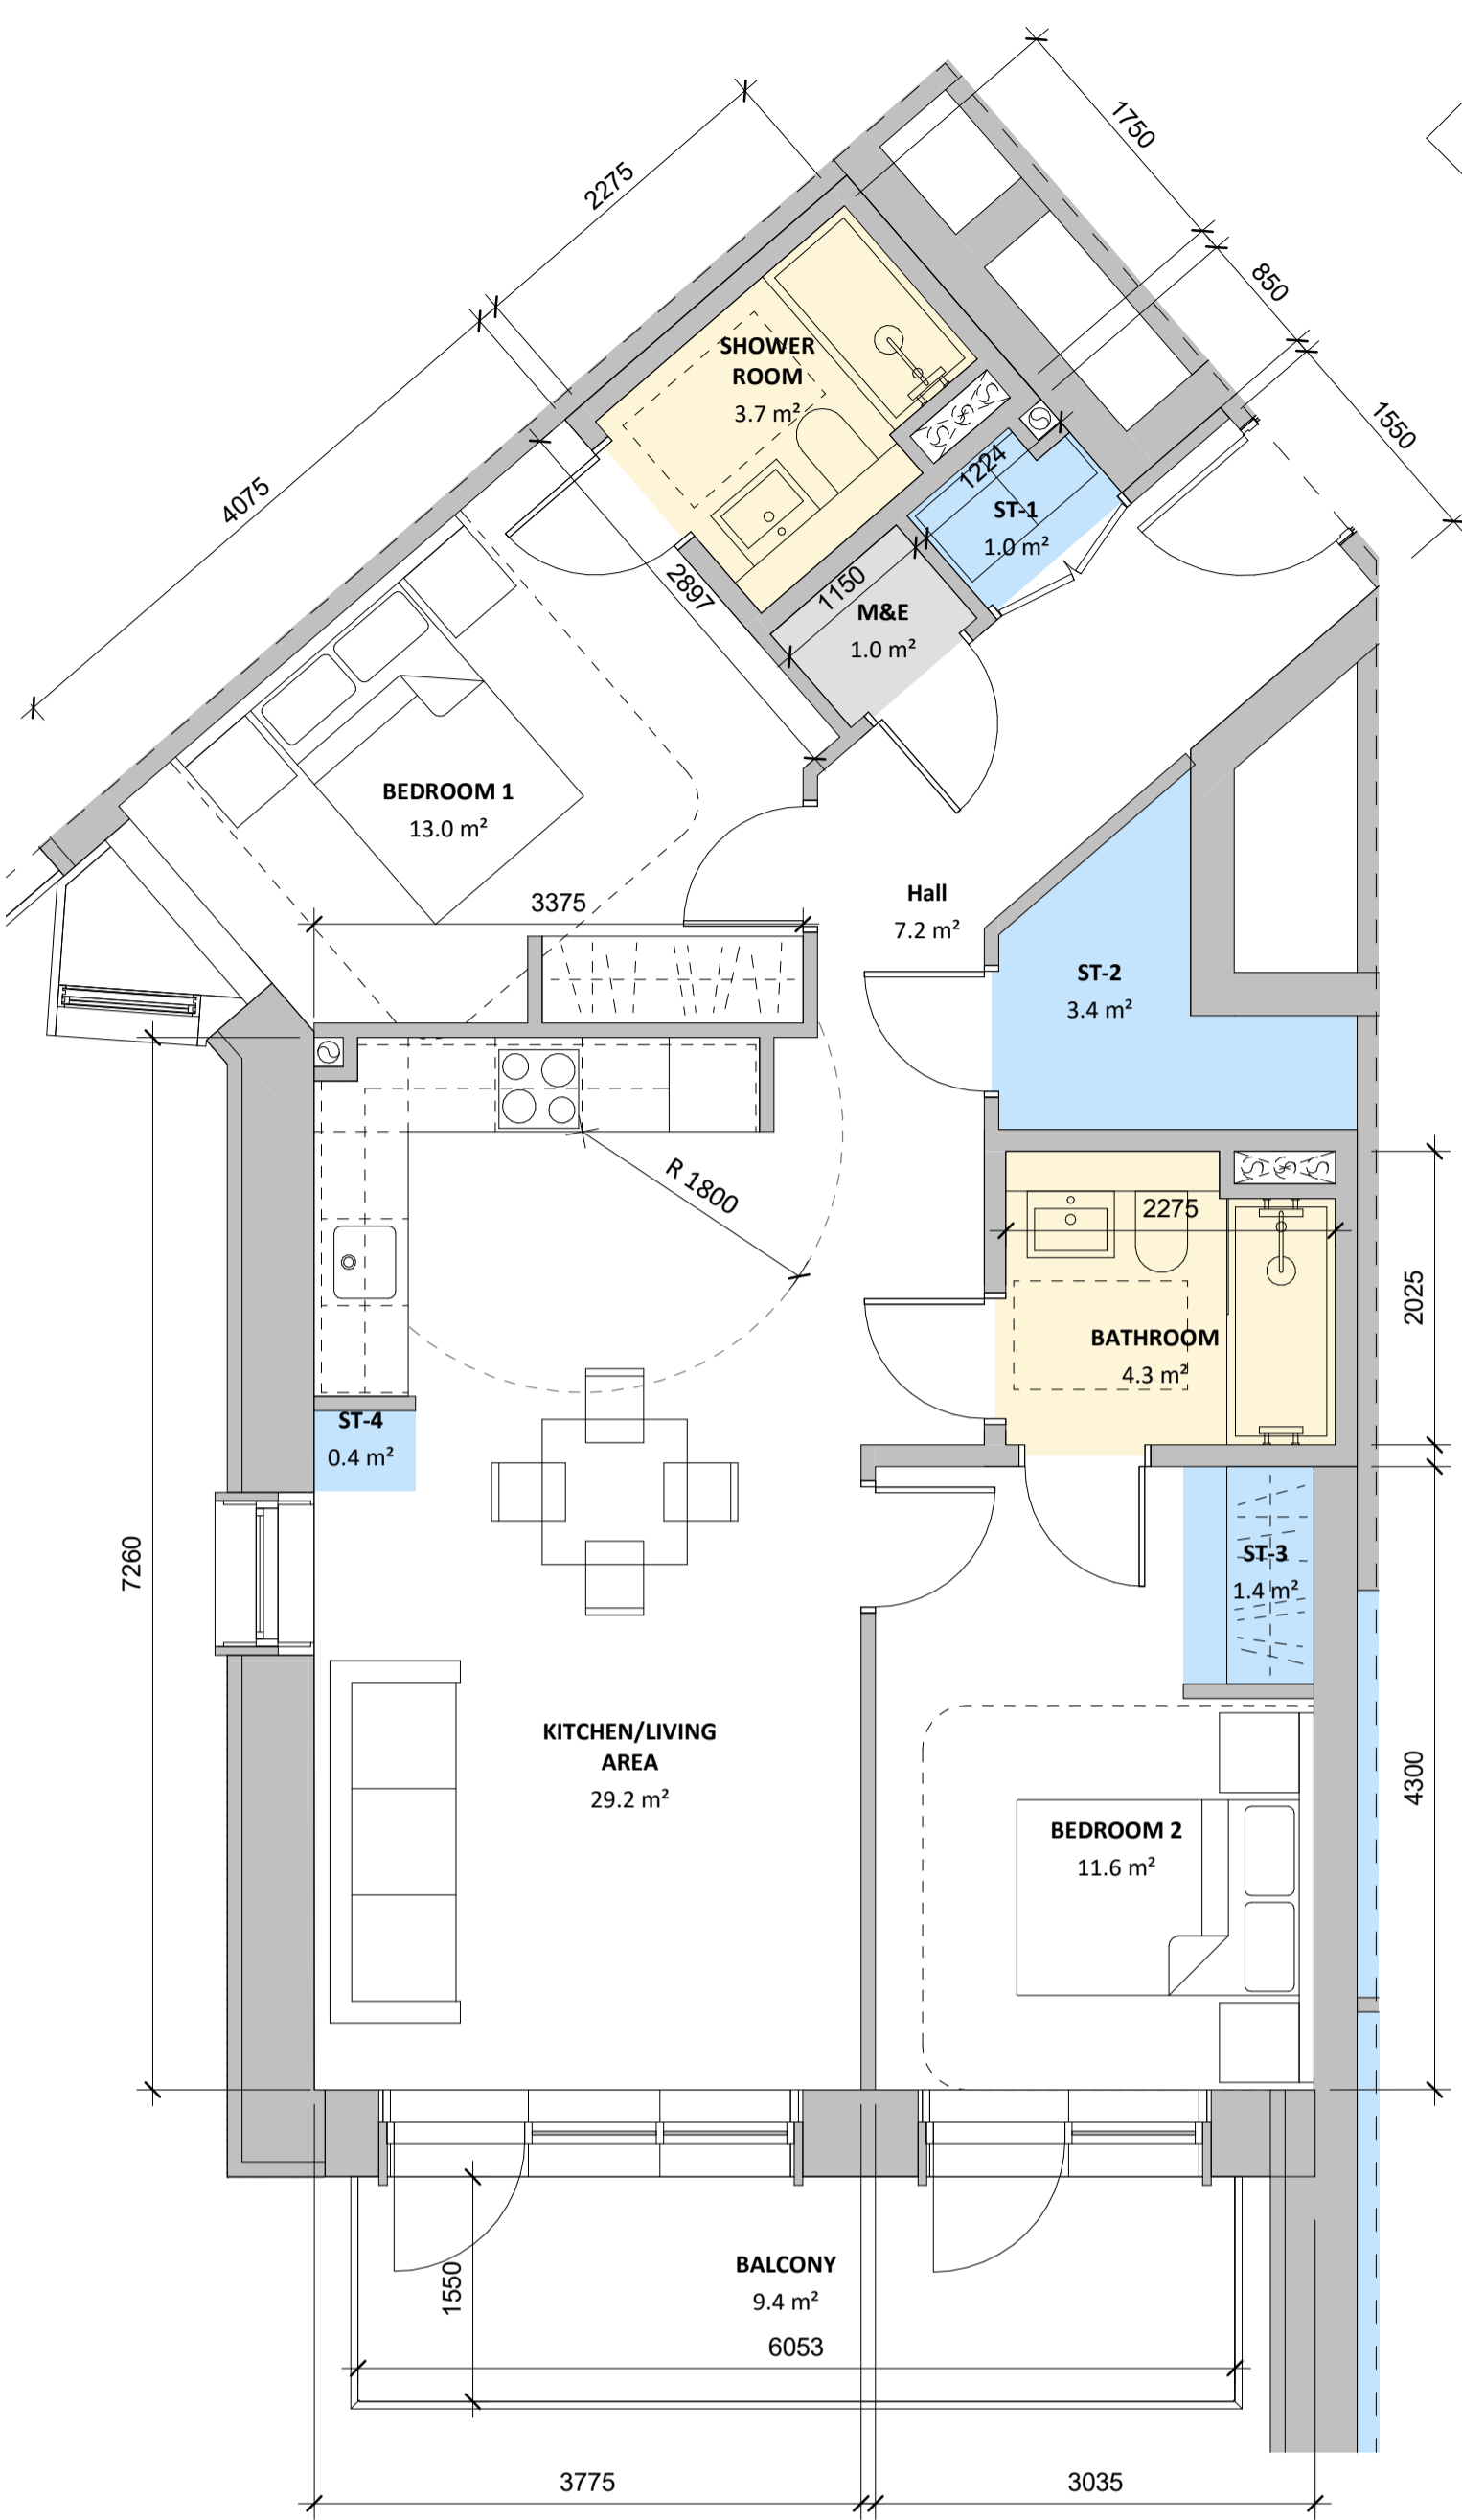 1750
2275
850
1550
SHOWER
ROOM
3.7 m²
4075
1224
ST-1
1.0 m²
2897
1150
M&E
1.0 m²
BEDROOM 1
13.0 m²
3375
Hall
7.2 m²
ST-2
3.4 m²
R 1800
2275
2025
BATHROOM
4.3 m²
ST-4
0.4 m²
7260
ST-3
1.4 m²
KITCHEN/LIVING
AREA
29.2 m²
4300
BEDROOM 2
11.6 m²
1550
BALCONY
9.4 m²
6053
3775
3035